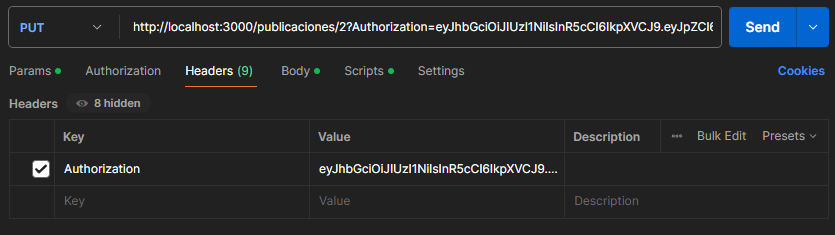 PUT http://localhost:3000/publicaciones/2?Authorization=eyJhbGciOiJIUzI1NiIsInR5cCI6IkpXVCJ9.eyJpZCI6 Send
Params Authorization Headers (9) Body Scripts Settings Cookies
Headers 8 hidden
Key Value Description ••• Bulk Edit Presets
Authorization eyJhbGciOiJIUzI1NiIsInR5cCI6IkpXVCJ9....
Key Value Description